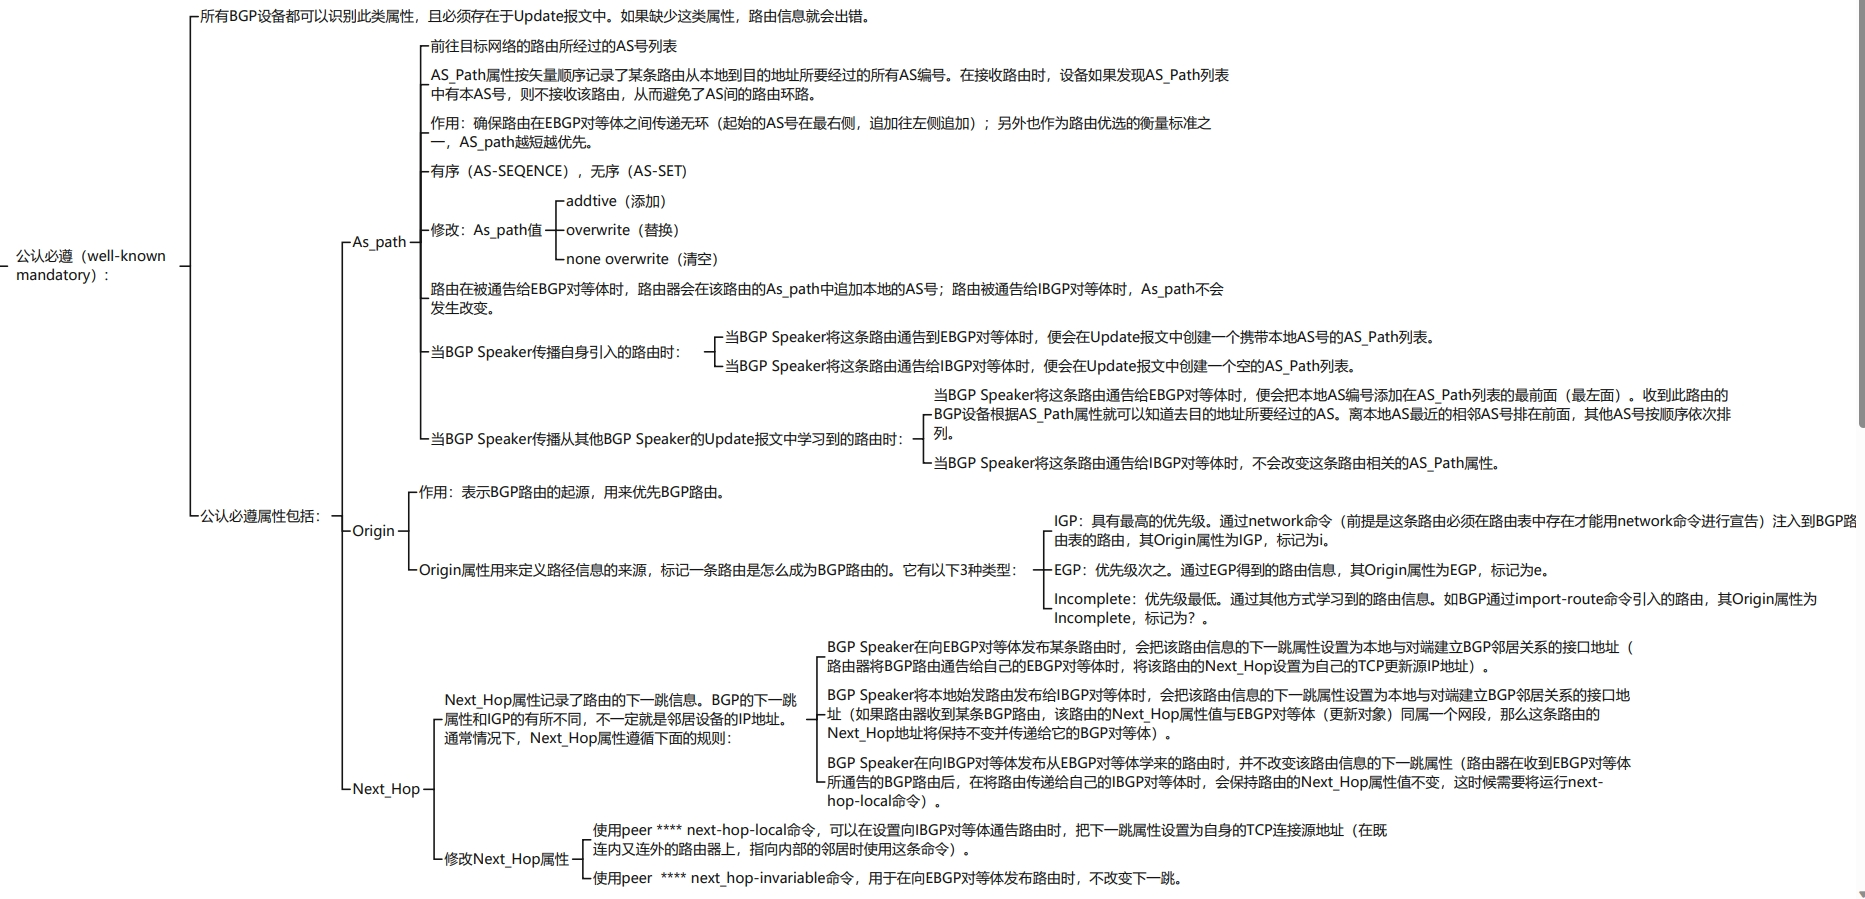 所有BGP设备都可以识别此类属性，且必须存在于Update报文中。如果缺少这类属性，路由信息就会出错。
前往目标网络的路由所经过的AS号列表
AS_Path属性按矢量顺序记录了某条路由从本地到目的地址所要经过的所有AS编号。在接收路由时，设备如果发现AS_Path列表
中有本AS号，则不接收该路由，从而避免了AS间的路由环路。
作用：确保路由在EBGP对等体之间传递无环（起始的AS号在最右侧，追加往左侧追加）；另外也作为路由优选的衡量标准之
一，AS_path越短越优先。
有序（AS-SEQENCE），无序（AS-SET)
addtive（添加）
修改：As_path值
overwrite（替换）
none overwrite（清空）
As_path
公认必遵（well-known
mandatory）：
路由在被通告给EBGP对等体时，路由器会在该路由的As_path中追加本地的AS号；路由被通告给IBGP对等体时，As_path不会
发生改变。
当BGP Speaker传播自身引入的路由时：
当BGP Speaker将这条路由通告到EBGP对等体时，便会在Update报文中创建一个携带本地AS号的AS_Path列表。
当BGP Speaker将这条路由通告给IBGP对等体时，便会在Update报文中创建一个空的AS_Path列表。
当BGP Speaker传播从其他BGP Speaker的Update报文中学习到的路由时：
当BGP Speaker将这条路由通告给EBGP对等体时，便会把本地AS编号添加在AS_Path列表的最前面（最左面）。收到此路由的
BGP设备根据AS_Path属性就可以知道去目的地址所要经过的AS。离本地AS最近的相邻AS号排在前面，其他AS号按顺序依次排
列。
当BGP Speaker将这条路由通告给IBGP对等体时，不会改变这条路由相关的AS_Path属性。
公认必遵属性包括：
Origin
作用：表示BGP路由的起源，用来优先BGP路由。
Origin属性用来定义路径信息的来源，标记一条路由是怎么成为BGP路由的。它有以下3种类型：
IGP：具有最高的优先级。通过network命令（前提是这条路由必须在路由表中存在才能用network命令进行宣告）注入到BGP路
由表的路由，其Origin属性为IGP，标记为i。
EGP：优先级次之。通过EGP得到的路由信息，其Origin属性为EGP，标记为e。
Incomplete：优先级最低。通过其他方式学习到的路由信息。如BGP通过import-route命令引入的路由，其Origin属性为
Incomplete，标记为？。
Next_Hop
Next_Hop属性记录了路由的下一跳信息。BGP的下一跳
属性和IGP的有所不同，不一定就是邻居设备的IP地址。
通常情况下，Next_Hop属性遵循下面的规则：
BGP Speaker在向EBGP对等体发布某条路由时，会把该路由信息的下一跳属性设置为本地与对端建立BGP邻居关系的接口地址（
路由器将BGP路由通告给自己的EBGP对等体时，将该路由的Next_Hop设置为自己的TCP更新源IP地址）。
BGP Speaker将本地始发路由发布给IBGP对等体时，会把该路由信息的下一跳属性设置为本地与对端建立BGP邻居关系的接口地
址（如果路由器收到某条BGP路由，该路由的Next_Hop属性值与EBGP对等体（更新对象）同属一个网段，那么这条路由的
Next_Hop地址将保持不变并传递给它的BGP对等体）。
BGP Speaker在向IBGP对等体发布从EBGP对等体学来的路由时，并不改变该路由信息的下一跳属性（路由器在收到EBGP对等体
所通告的BGP路由后，在将路由传递给自己的IBGP对等体时，会保持路由的Next_Hop属性值不变，这时候需要将运行next-
hop-local命令）。
修改Next_Hop属性
使用peer **** next-hop-local命令，可以在设置向IBGP对等体通告路由时，把下一跳属性设置为自身的TCP连接源地址（在既
连内又连外的路由器上，指向内部的邻居时使用这条命令）。
使用peer  **** next_hop-invariable命令，用于在向EBGP对等体发布路由时，不改变下一跳。